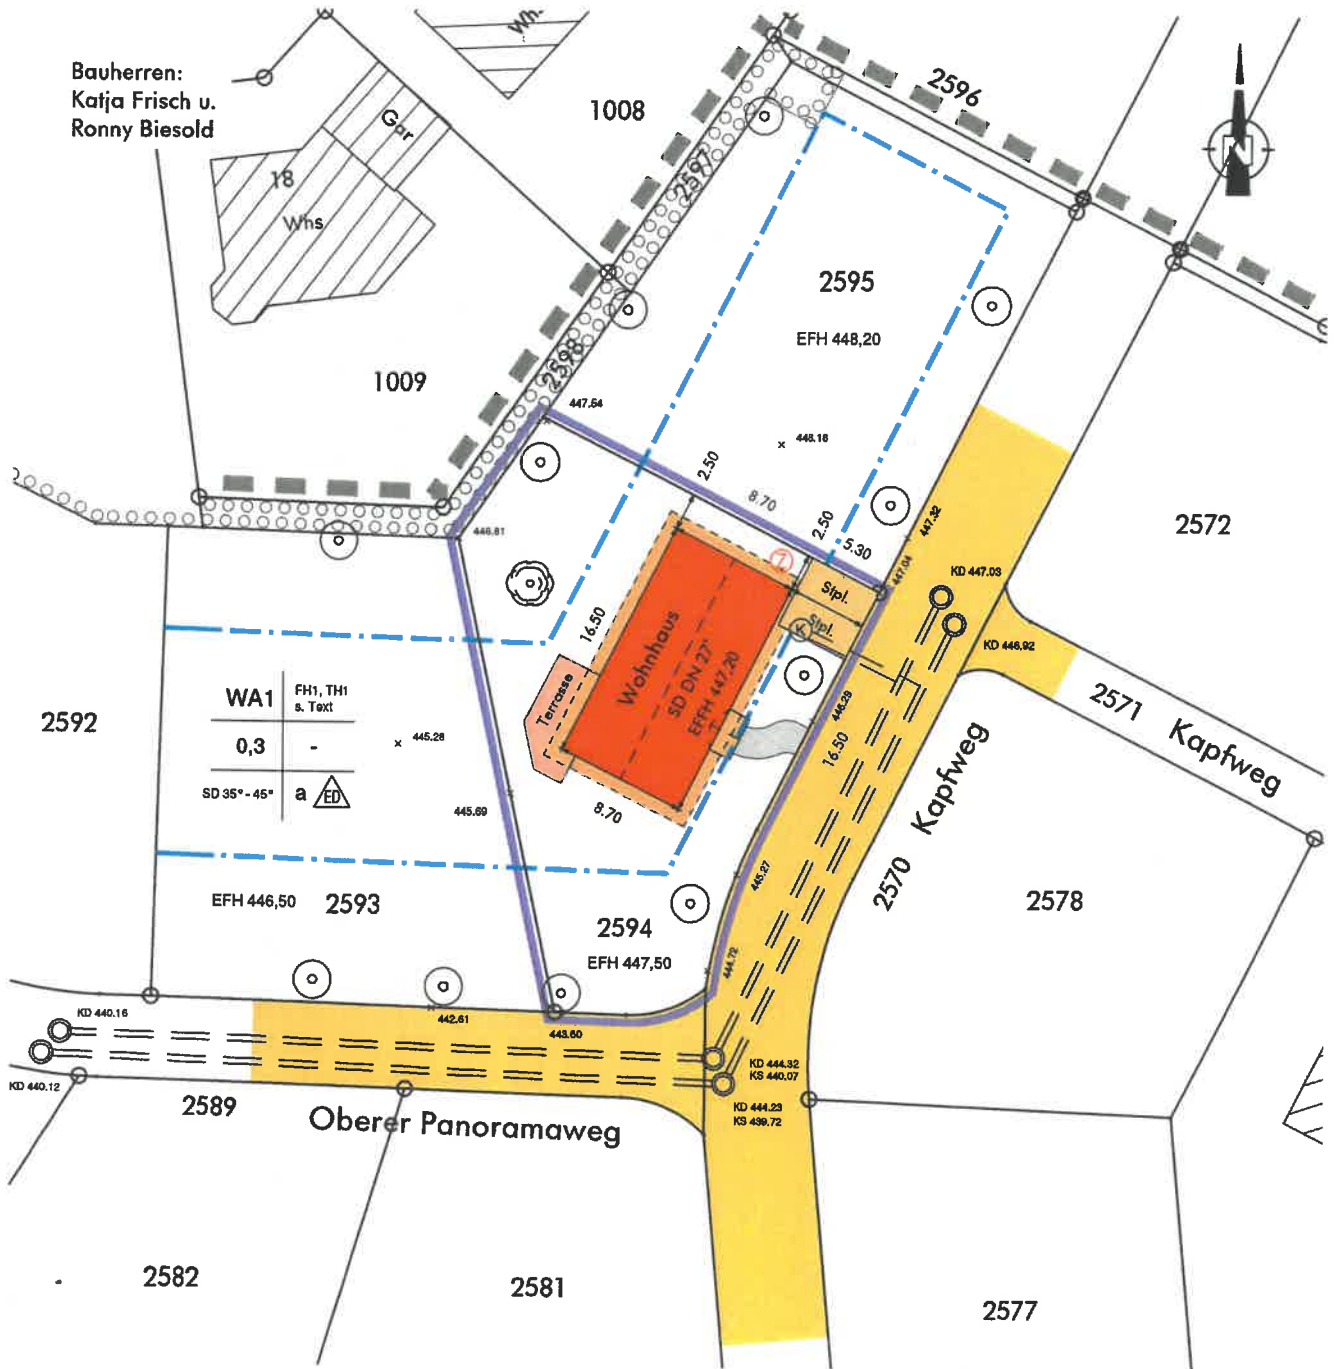 Bauherren:
Katja Frisch u.
Ronny Biesold
Whs
1008
2596
N
Gar
18
Whs
2597
2595
EFH 448,20
2598
1009
447.54
448.18
2.50
8.70
2.50
5.30
447.32
447.04
2572
KD 447.03
KD 446.92
446.81
7
Stpl.
Stpl.
K
16.50
Wohnhaus
SD DN 27°
EFFH 447,20
T
Terrasse
8.70
446.29
16.50
2571 Kapfweg
2570 Kapfweg
2592
WA1
FH1, TH1
s. Text
0,3
-
SD 35° - 45°
a
ED
445.28
445.69
445.27
444.72
EFH 446,50
2593
2594
EFH 447,50
2578
KD 440.16
442.61
443.60
KD 444.32
KS 440.07
KD 440.12
KD 444.23
KS 439.72
2589
Oberer Panoramaweg
2582
2581
2577